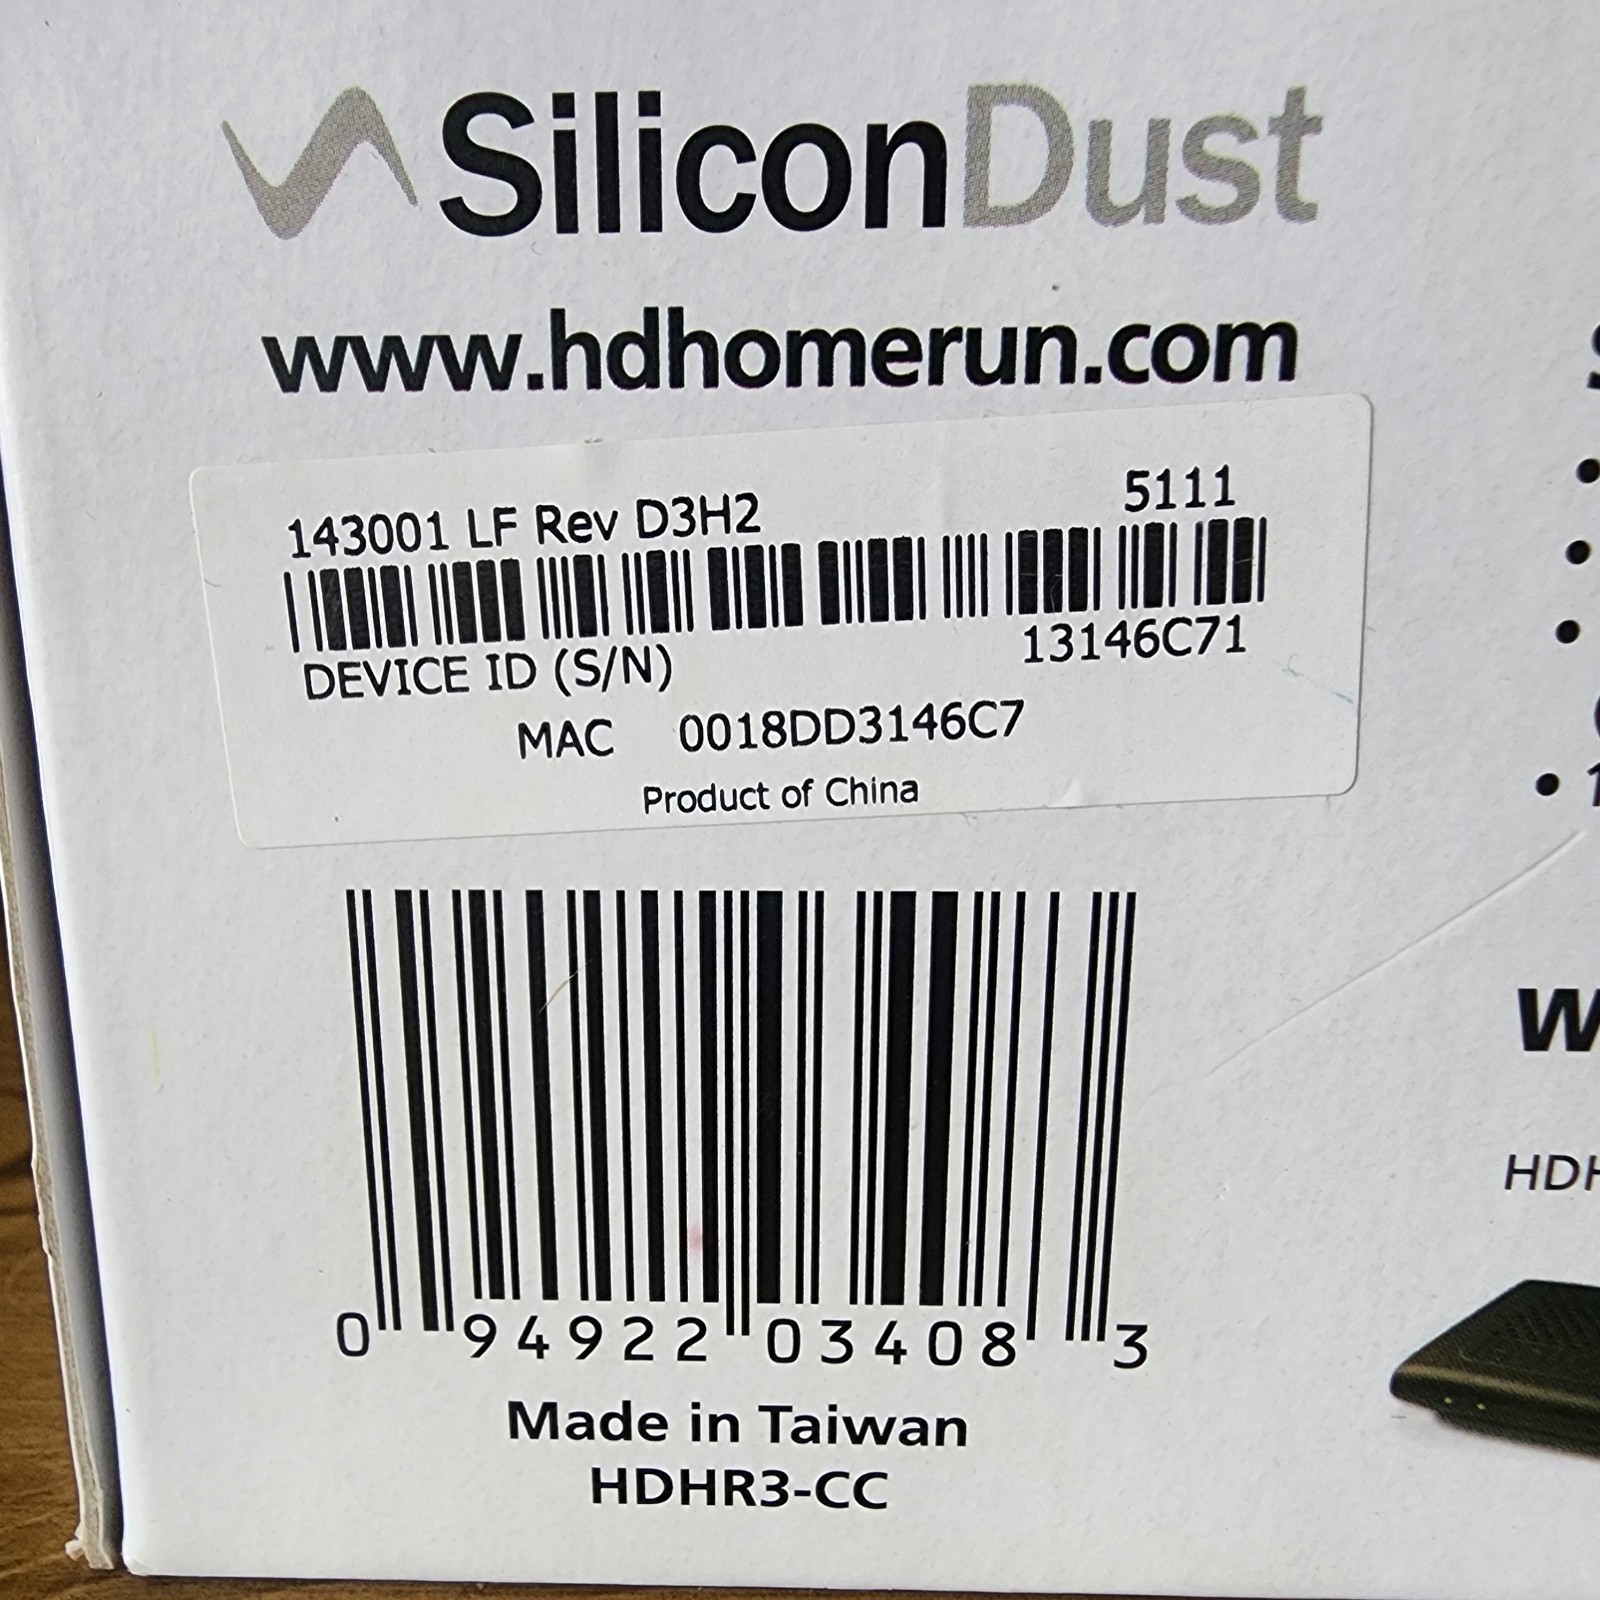 SiliconDust
www.hdhomerun.com
143001 LF Rev D3H2 5111
DEVICE ID (S/N) 13146C71
MAC 0018DD3146C7
Product of China
0 94922 03408 3
Made in Taiwan
HDHR3-CC